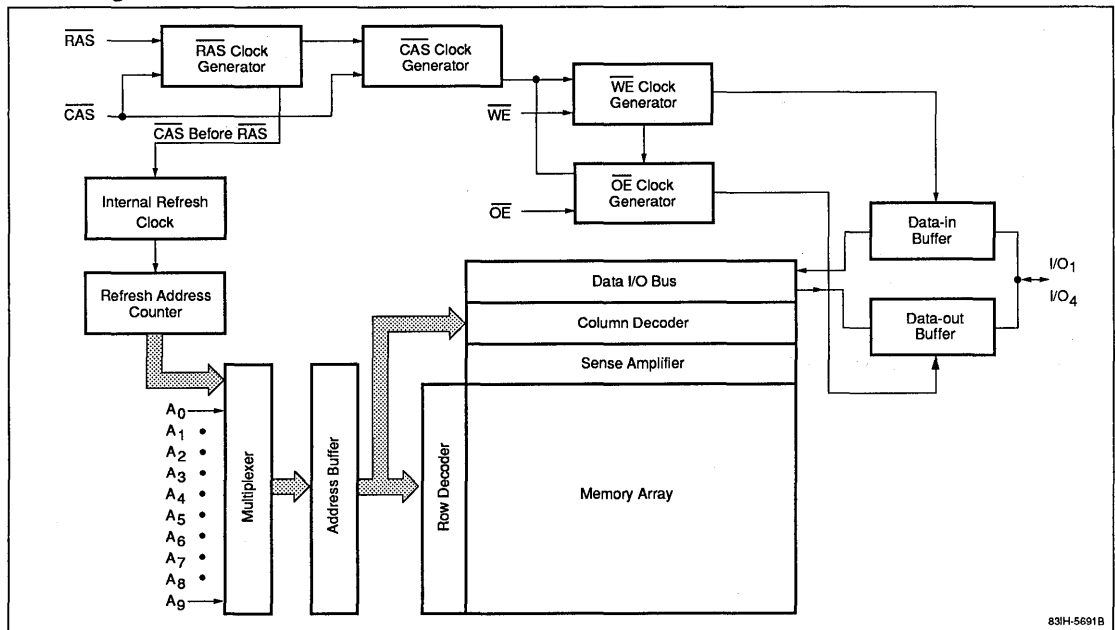 RAS
RAS Clock
Generator
CAS Clock
Generator
CAS
CAS Before RAS
WE Clock
Generator
WE
Internal Refresh
Clock
OE Clock
Generator
OE
Data-in
Buffer
I/O1
I/O4
Refresh Address
Counter
Data I/O Bus
Column Decoder
Data-out
Buffer
Sense Amplifier
A0
A1
A2
A3
A4
A5
A6
A7
A8
A9
Multiplexer
Address Buffer
Row Decoder
Memory Array
83IH-5691B